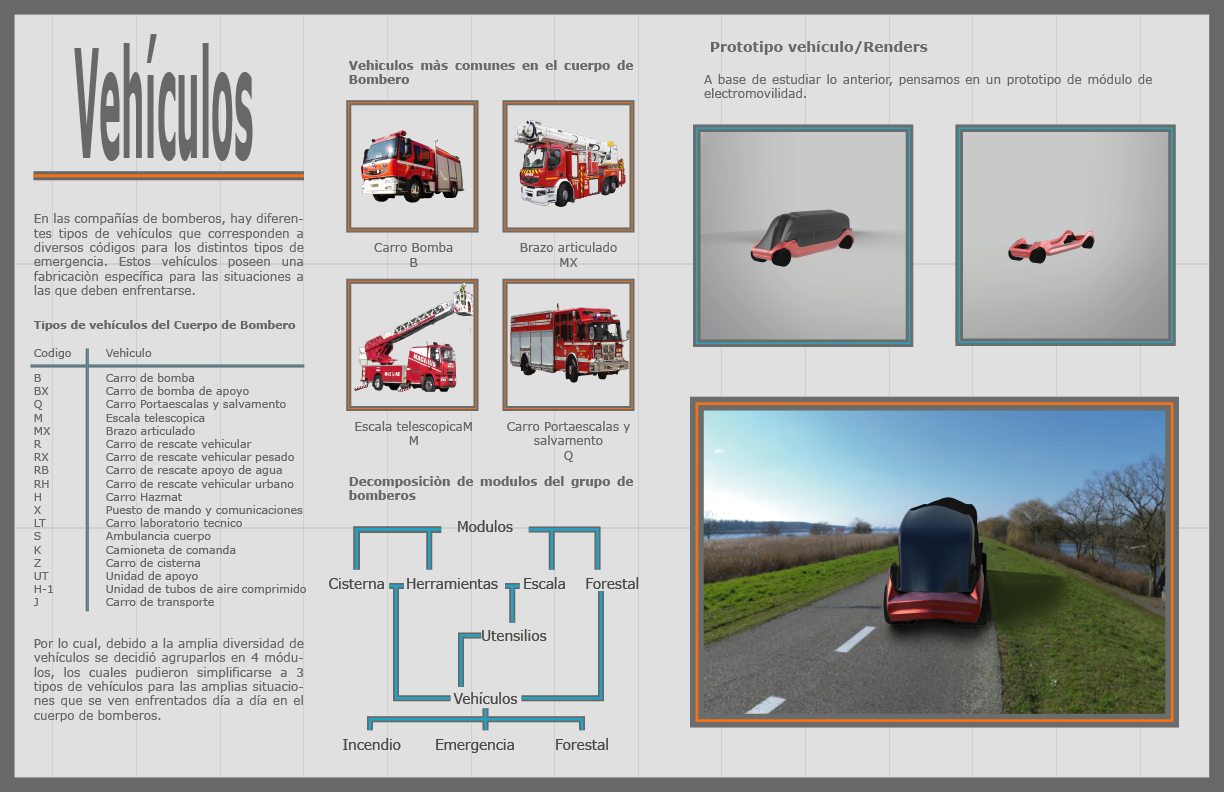 Vehículos
En las compañías de bomberos, hay diferen-
tes tipos de vehículos que corresponden a
diversos códigos para los distintos tipos de
emergencia. Estos vehículos poseen una
fabricaciòn específica para las situaciones a
las que deben enfrentarse.
Tipos de vehículos del Cuerpo de Bombero
Codigo Vehìculo
B Carro de bomba
BX Carro de bomba de apoyo
Q Carro Portaescalas y salvamento
M Escala telescopica
MX Brazo articulado
R Carro de rescate vehicular
RX Carro de rescate vehicular pesado
RB Carro de rescate apoyo de agua
RH Carro de rescate vehicular urbano
H Carro Hazmat
X Puesto de mando y comunicaciones
LT Carro laboratorio tecnico
S Ambulancia cuerpo
K Camioneta de comanda
Z Carro de cisterna
UT Unidad de apoyo
H-1 Unidad de tubos de aire comprimido
J Carro de transporte
Por lo cual, debido a la amplia diversidad de
vehículos se decidió agruparlos en 4 módu-
los, los cuales pudieron simplificarse a 3
tipos de vehículos para las amplias situacio-
nes que se ven enfrentados día a día en el
cuerpo de bomberos.
Vehìculos màs comunes en el cuerpo de
Bombero
Carro Bomba
B
Brazo articulado
MX
MAGIRUS
Escala telescopicaM
M
Carro Portaescalas y
salvamento
Q
Decomposiciòn de modulos del grupo de
bomberos
Modulos
Cisterna Herramientas Escala Forestal
Utensilios
Vehículos
Incendio Emergencia Forestal
Prototipo vehículo/Renders
A base de estudiar lo anterior, pensamos en un prototipo de módulo de
electromovilidad.